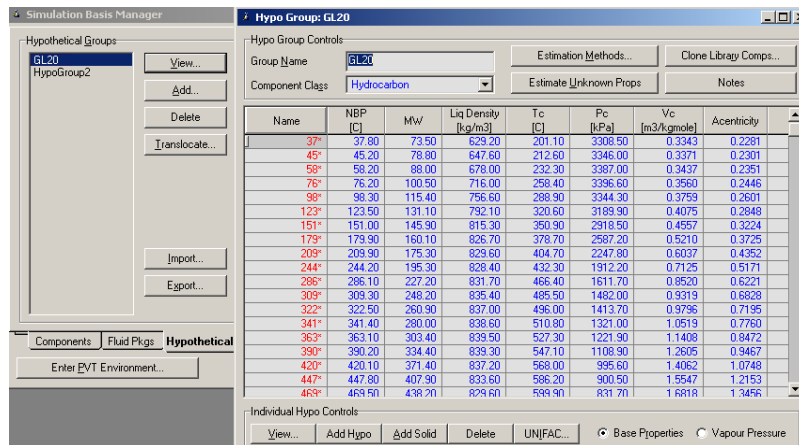 Simulation Basis Manager
Hypothetical Groups
GL20
HypoGroup2
View...
Add...
Delete
Translocate...
Import...
Export...
Components Fluid Pkgs Hypothetical
Enter PVT Environment...
Hypo Group: GL20
Hypo Group Controls
Group Name GL20
Component Class Hydrocarbon
Estimation Methods... Clone Library Comps...
Estimate Unknown Props Notes
Name NBP [C] MW Liq Density [kg/m3] Tc [C] Pc [kPa] Vc [m3/kgmole] Acentricity
37* 37.80 73.50 629.20 201.10 3308.50 0.3343 0.2281
45* 45.20 78.80 647.60 212.60 3346.00 0.3371 0.2301
58* 58.20 88.00 678.00 232.30 3387.00 0.3437 0.2351
76* 76.20 100.50 716.00 258.40 3396.60 0.3560 0.2446
98* 98.30 115.40 756.60 288.90 3344.30 0.3759 0.2601
123* 123.50 131.10 792.10 320.60 3189.90 0.4075 0.2848
151* 151.00 145.90 815.30 350.90 2918.50 0.4557 0.3224
179* 179.90 160.10 826.70 378.70 2587.20 0.5210 0.3725
209* 209.90 175.30 829.60 404.70 2247.80 0.6037 0.4352
244* 244.20 195.30 828.40 432.30 1912.20 0.7125 0.5171
286* 286.10 227.20 831.70 466.40 1611.70 0.8520 0.6221
309* 309.30 248.20 835.40 485.50 1482.00 0.9319 0.6828
322* 322.50 260.90 837.00 496.00 1413.70 0.9796 0.7195
341* 341.40 280.00 838.60 510.80 1321.00 1.0519 0.7760
363* 363.10 303.40 839.50 527.30 1221.90 1.1408 0.8472
390* 390.20 334.40 839.30 547.10 1108.90 1.2605 0.9467
420* 420.10 371.40 837.20 568.00 995.60 1.4062 1.0748
447* 447.80 407.90 833.60 586.20 900.50 1.5547 1.2153
469* 469.50 438.20 829.60 599.90 831.70 1.6818 1.3456
Individual Hypo Controls
View... Add Hypo Add Solid Delete UNIFAC... Base Properties Vapour Pressure